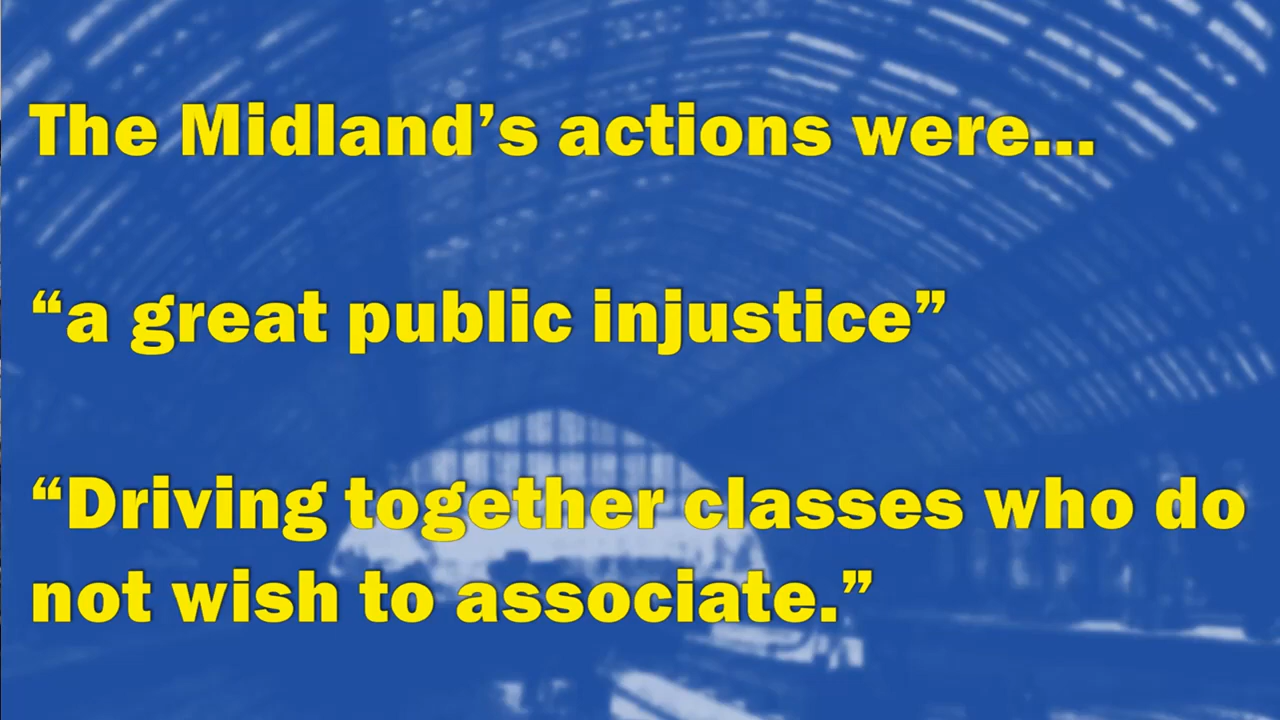 The Midland’s actions were...
“a great public injustice”
“Driving together classes who do
not wish to associate.”